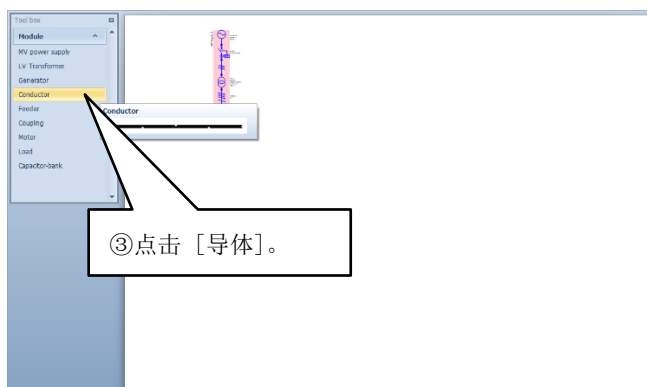 Tool box
Module
MV power supply
LV Transformer
Generator
Conductor
Feeder
Couping
Motor
Load
Capacitor-bank
Conductor
③点击［导体］。